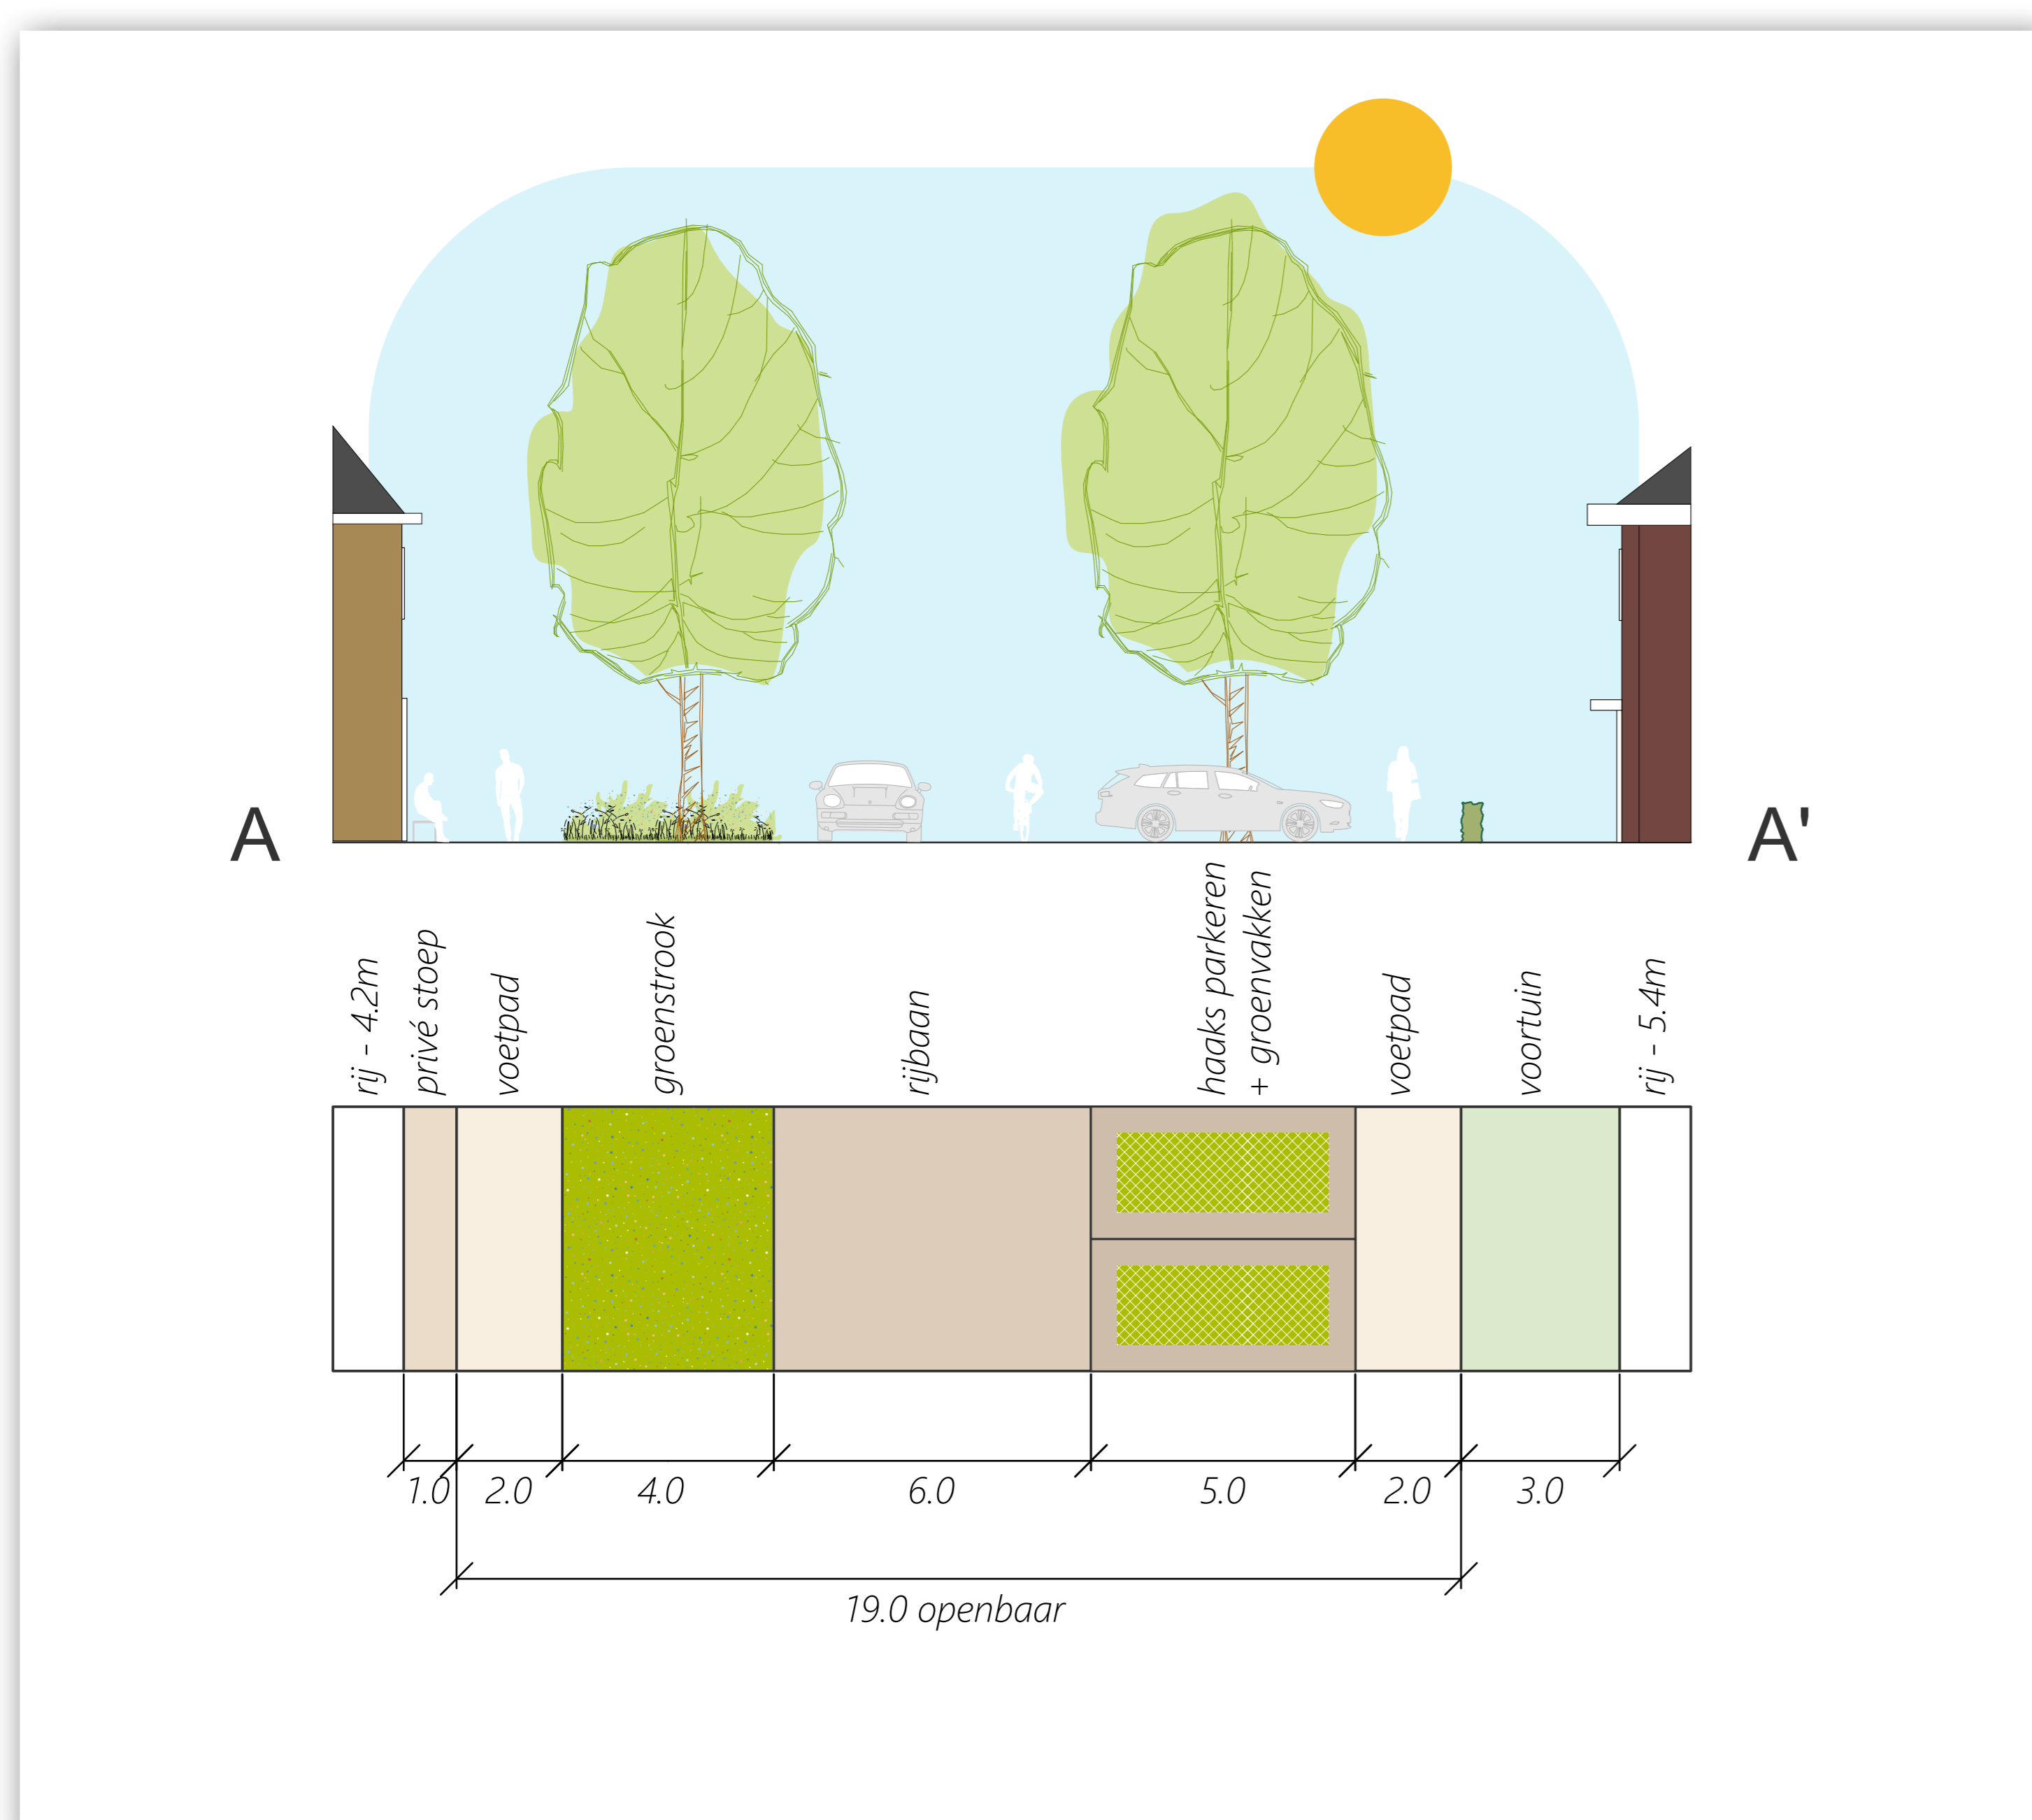 A
A'
rij - 4.2m
privé stoep
voetpad
groenstrook
rijbaan
haaks parkeren
+ groenvakken
voetpad
voortuin
rij - 5.4m
1.0
2.0
4.0
6.0
5.0
2.0
3.0
19.0 openbaar